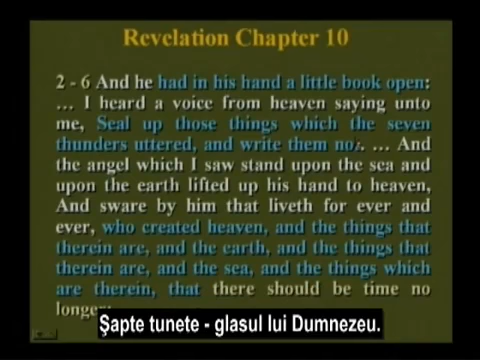 Revelation Chapter 10
2 - 6 And he had in his hand a little book open:
... I heard a voice from heaven saying unto
me, Seal up those things which the seven
thunders uttered, and write them not. ... And
the angel which I saw stand upon the sea and
upon the earth lifted up his hand to heaven,
And sware by him that liveth for ever and
ever, who created heaven, and the things that
therein are, and the earth, and the things that
therein are, and the sea, and the things which
are therein, that there should be time no
longer:
Şapte tunete - glasul lui Dumnezeu.